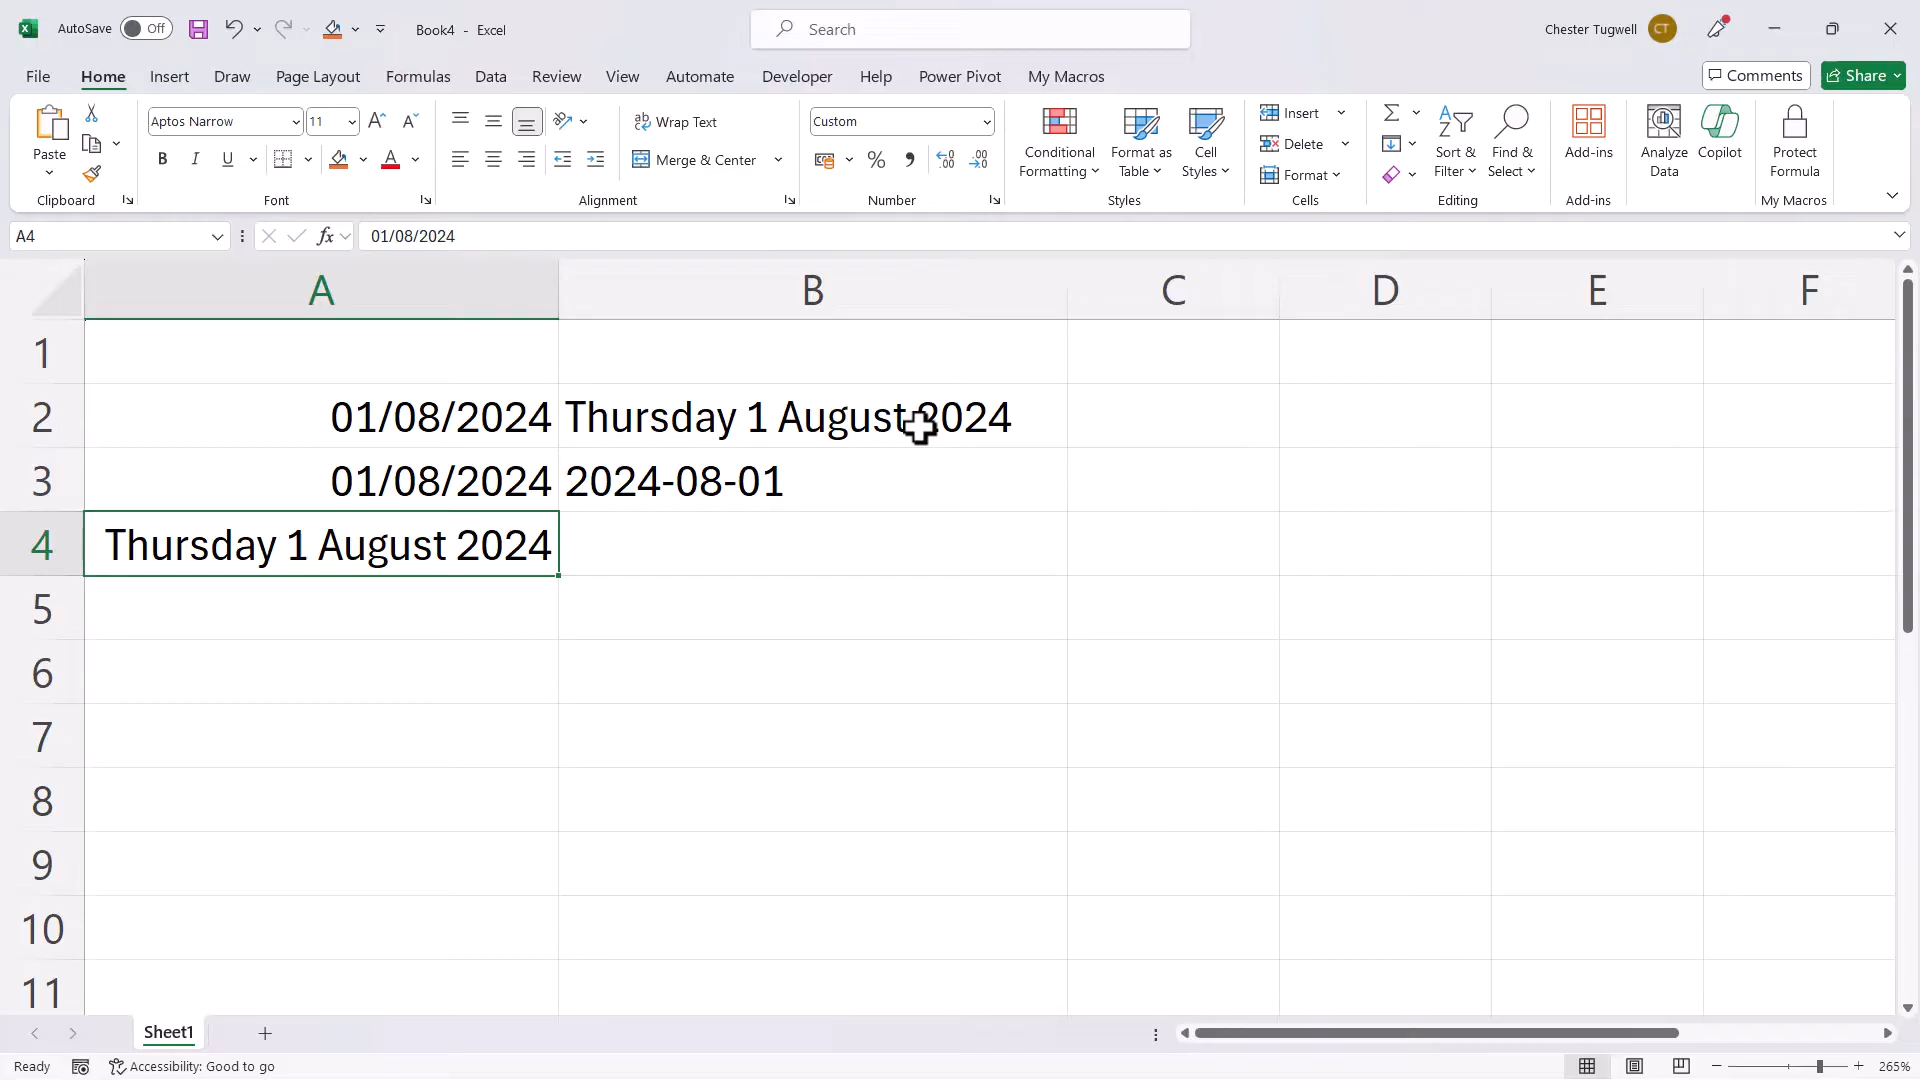 AutoSave Off Book4 - Excel Search Chester Tugwell CT
File Home Insert Draw Page Layout Formulas Data Review View Automate Developer Help Power Pivot My Macros Comments Share
Paste
Clipboard
Aptos Narrow 11
B I U A
Font
ab Wrap Text
Merge & Center
Alignment
Custom
%
Number
Conditional Formatting
Format as Table
Cell Styles
Styles
Insert
Delete
Format
Cells
Sort & Filter
Find & Select
Editing
Add-ins
Add-ins
Analyze Data
Copilot
Protect Formula
My Macros
A4 fx 01/08/2024
A B C D E F
1
2 01/08/2024 Thursday 1 August 2024
3 01/08/2024 2024-08-01
4 Thursday 1 August 2024
5
6
7
8
9
10
11
Sheet1
Ready Accessibility: Good to go 265%